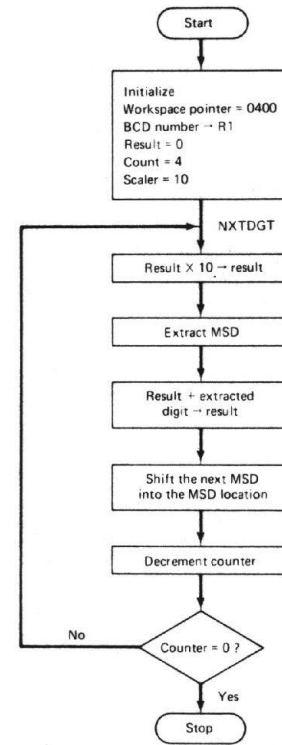 Start
Initialize
Workspace pointer = 0400
BCD number → R1
Result = 0
Count = 4
Scaler = 10
NXTDGT
Result X 10 → result
Extract MSD
Result + extracted
digit → result
Shift the next MSD
into the MSD location
Decrement counter
Counter = 0 ?
No
Yes
Stop